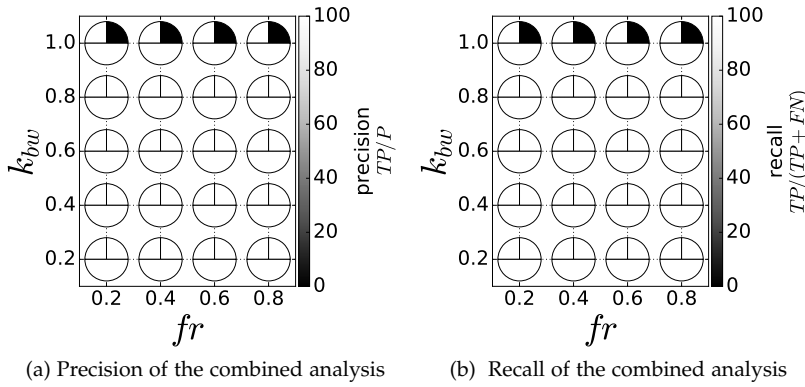 1.0
0.8
0.6
0.4
0.2
k_bw
0.2 0.4 0.6 0.8
fr
100
80
60
40
20
0
precision
TP/P
(a) Precision of the combined analysis
1.0
0.8
0.6
0.4
0.2
k_bw
0.2 0.4 0.6 0.8
fr
100
80
60
40
20
0
recall
TP/(TP + FN)
(b) Recall of the combined analysis